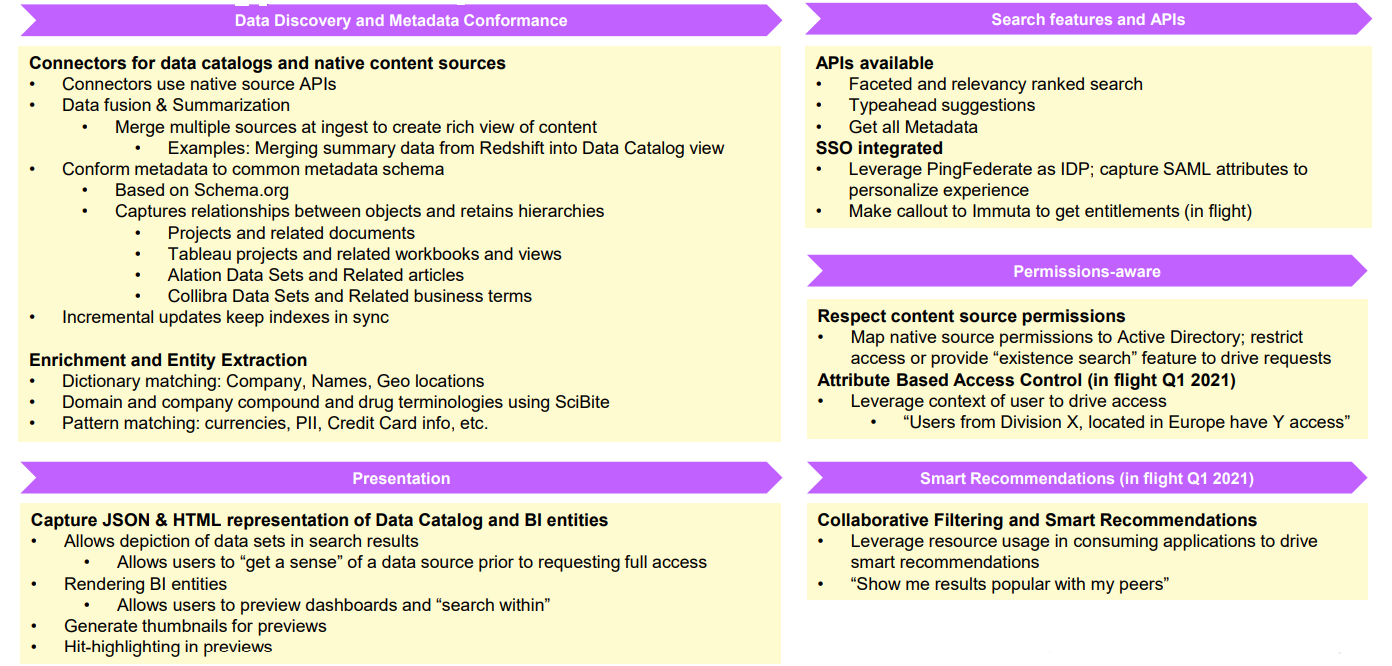 Data Discovery and Metadata Conformance
Connectors for data catalogs and native content sources
• Connectors use native source APIs
• Data fusion & Summarization
• Merge multiple sources at ingest to create rich view of content
• Examples: Merging summary data from Redshift into Data Catalog view
• Conform metadata to common metadata schema
• Based on Schema.org
• Captures relationships between objects and retains hierarchies
• Projects and related documents
• Tableau projects and related workbooks and views
• Alation Data Sets and Related articles
• Collibra Data Sets and Related business terms
• Incremental updates keep indexes in sync
Enrichment and Entity Extraction
• Dictionary matching: Company, Names, Geo locations
• Domain and company compound and drug terminologies using SciBite
• Pattern matching: currencies, PII, Credit Card info, etc.
Presentation
Capture JSON & HTML representation of Data Catalog and BI entities
• Allows depiction of data sets in search results
• Allows users to “get a sense” of a data source prior to requesting full access
• Rendering BI entities
• Allows users to preview dashboards and “search within”
• Generate thumbnails for previews
• Hit-highlighting in previews
Search features and APIs
APIs available
• Faceted and relevancy ranked search
• Typeahead suggestions
• Get all Metadata
SSO integrated
• Leverage PingFederate as IDP; capture SAML attributes to
personalize experience
• Make callout to Immuta to get entitlements (in flight)
Permissions-aware
Respect content source permissions
• Map native source permissions to Active Directory; restrict
access or provide “existence search” feature to drive requests
Attribute Based Access Control (in flight Q1 2021)
• Leverage context of user to drive access
• “Users from Division X, located in Europe have Y access”
Smart Recommendations (in flight Q1 2021)
Collaborative Filtering and Smart Recommendations
• Leverage resource usage in consuming applications to drive
smart recommendations
• “Show me results popular with my peers”